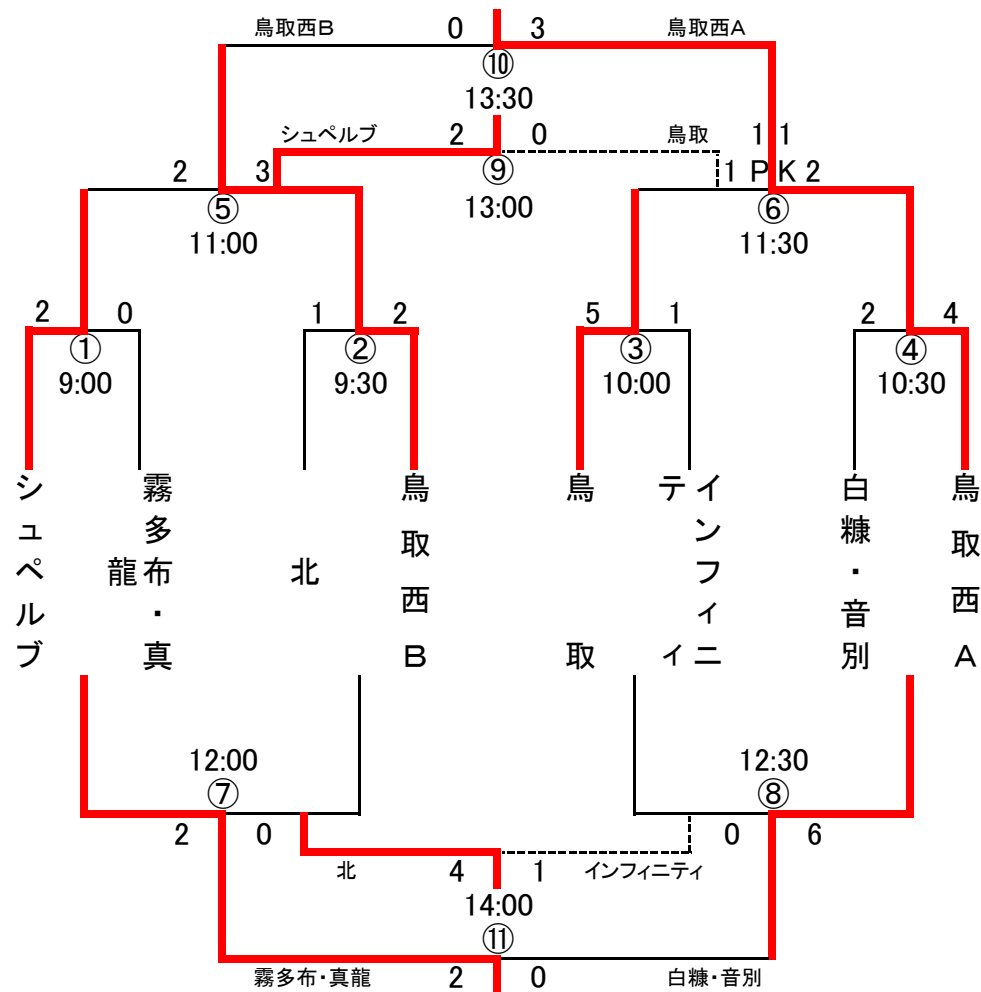 鳥取西B 0 3 鳥取西A
⑩
13:30
シュペルブ 2 0 鳥取 1 1
⑨
13:00
2 3 1 PK 2
⑤ ⑥
11:00 11:30
2 0 1 2 5 1 2 4
① ② ③ ④
9:00 9:30 10:00 10:30
シュペルブ
霧多布・真龍
北
鳥取西B
鳥取
インフィニティ
白糠・音別
鳥取西A
12:00 12:30
⑦ ⑧
2 0 0 6
北 4 1 インフィニティ
14:00
⑪
霧多布・真龍 2 0 白糠・音別